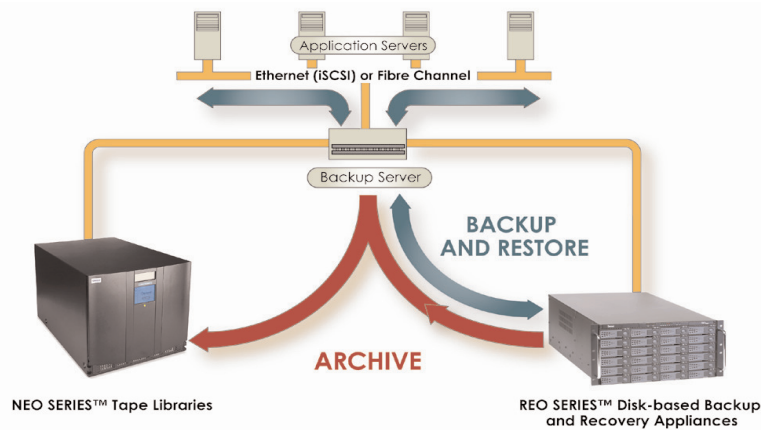 Application Servers
Ethernet (iSCSI) or Fibre Channel
Backup Server
BACKUP
AND RESTORE
ARCHIVE
NEO SERIES™ Tape Libraries
REO SERIES™ Disk-based Backup
and Recovery Appliances